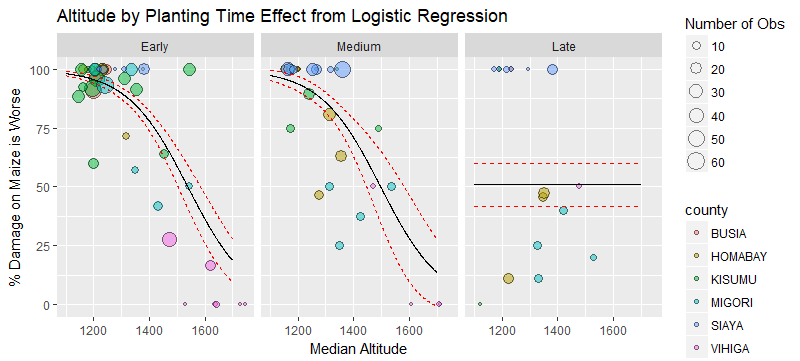 Altitude by Planting Time Effect from Logistic Regression
Early Medium Late
% Damage on Maize is Worse
100
75
50
25
0
1200 1400 1600 1200 1400 1600 1200 1400 1600
Median Altitude
Number of Obs
10
20
30
40
50
60
county
BUSIA
HOMABAY
KISUMU
MIGORI
SIAYA
VIHIGA